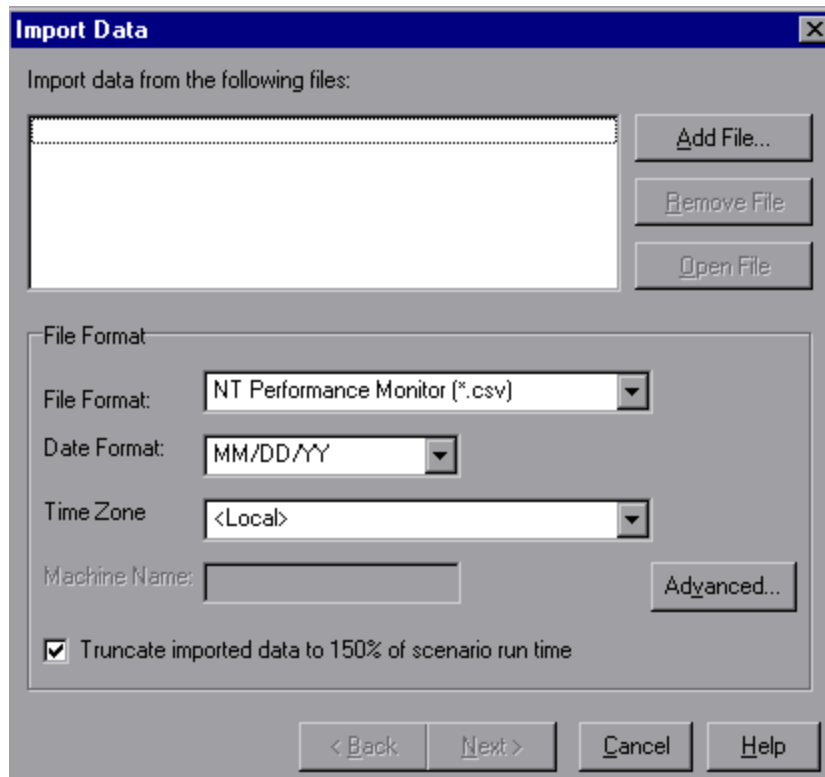 Import Data
Import data from the following files:
Add File...
Remove File
Open File
File Format
File Format:
NT Performance Monitor (*.csv)
Date Format:
MM/DD/YY
Time Zone
<Local>
Machine Name:
Advanced...
Truncate imported data to 150% of scenario run time
< Back
Next >
Cancel
Help